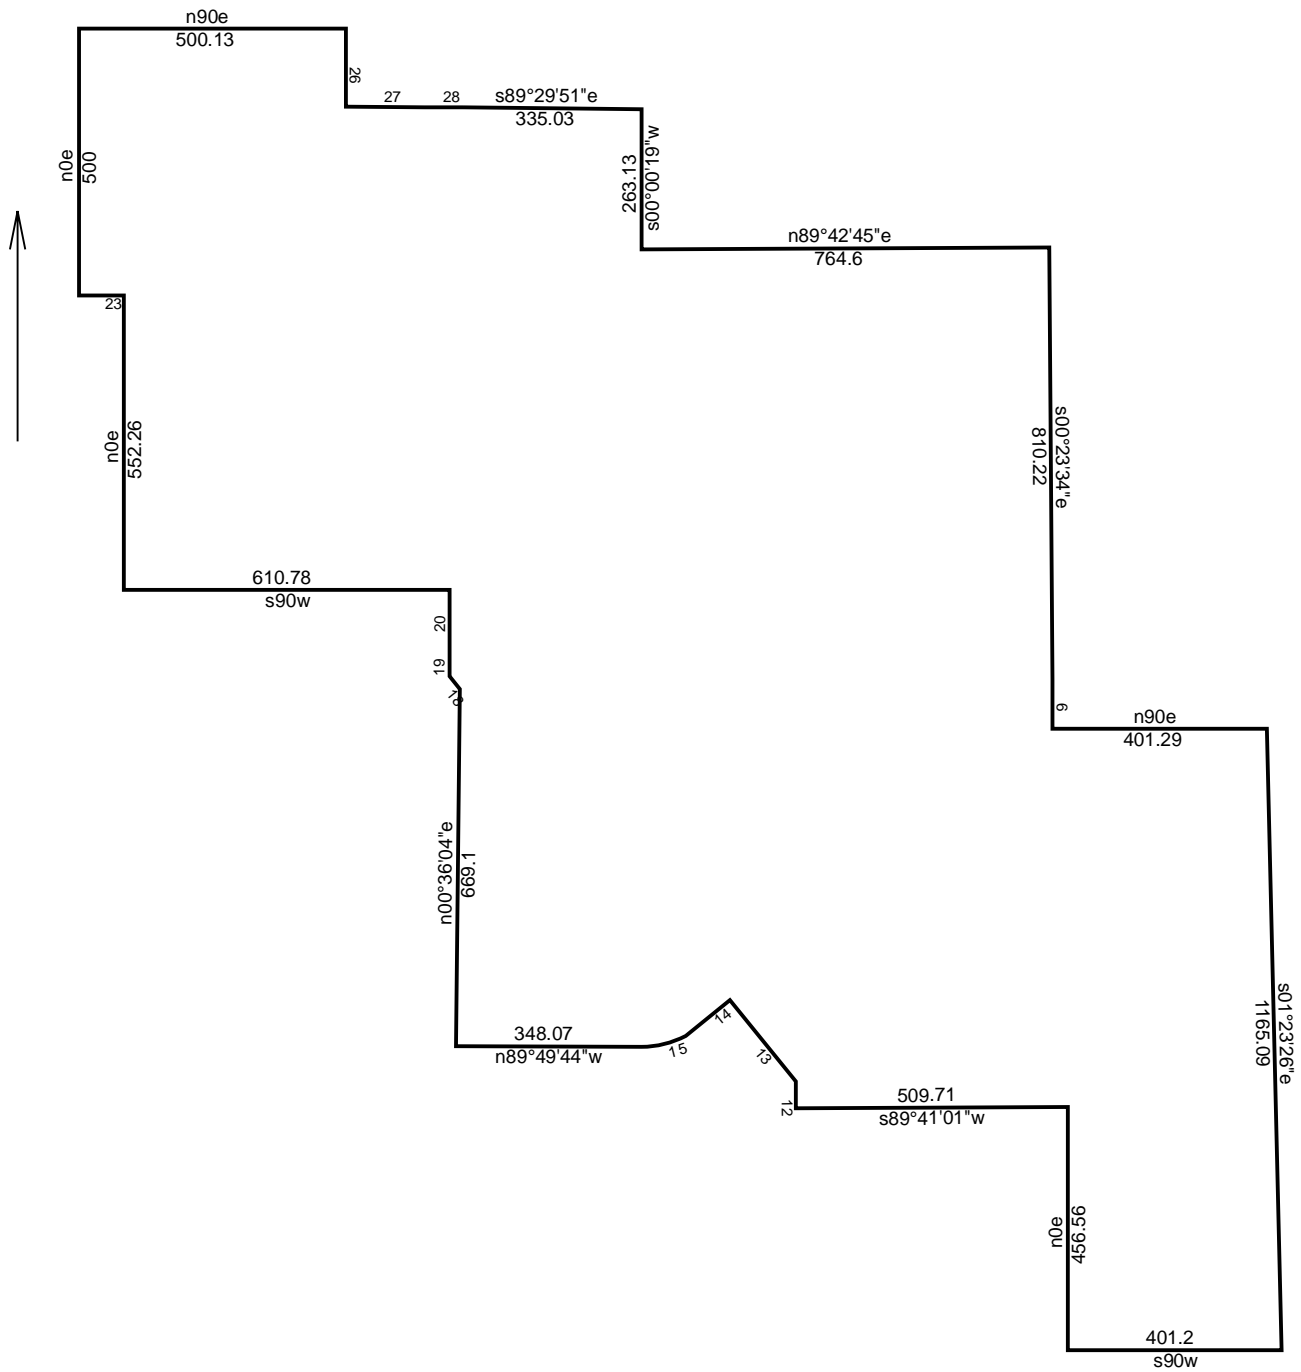 n90e
500.13
26
27
28
s89°29'51"e
335.03
263.13
s00°00'19"w
n0e
500
n89°42'45"e
764.6
23
n0e
552.26
s00°23'34"e
810.22
610.78
s90w
20
19
18
6
n90e
401.29
n00°36'04"e
669.1
s01°23'26"e
1165.09
14
13
15
348.07
n89°49'44"w
12
509.71
s89°41'01"w
n0e
456.56
401.2
s90w